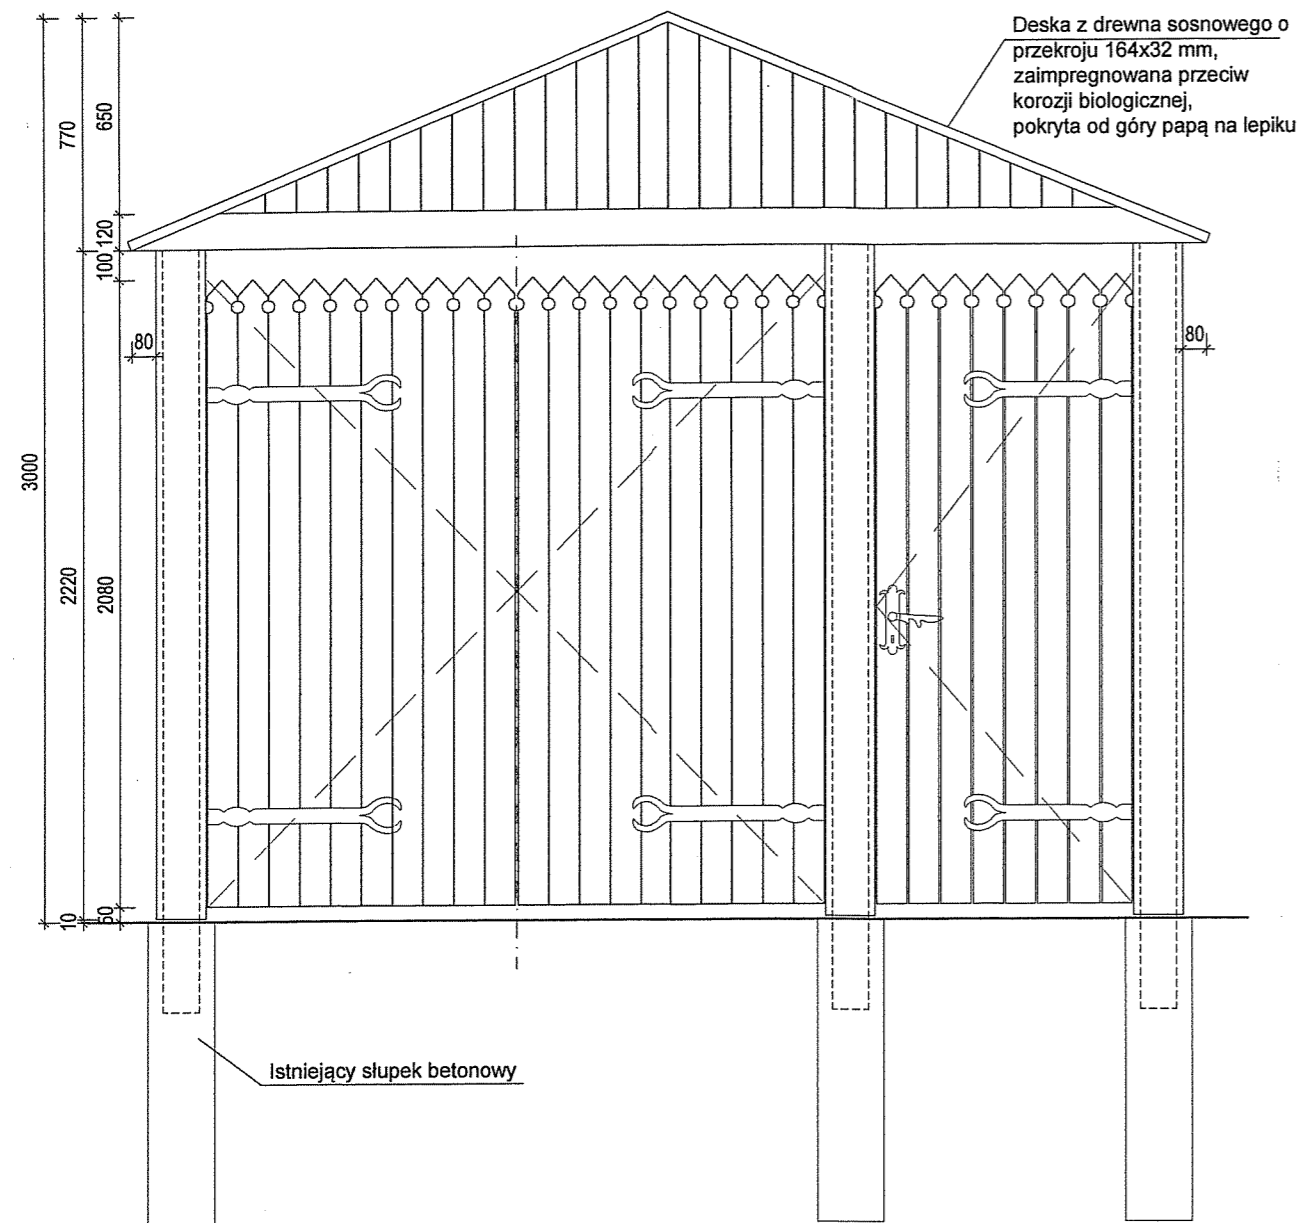 Deska z drewna sosnowego o
przekroju 164x32 mm,
zaimpregnowana przeciw
korozji biologicznej,
pokryta od góry papą na lepiku
650
770
120
100
80
80
3000
2220
2080
10
60
Istniejący słupek betonowy